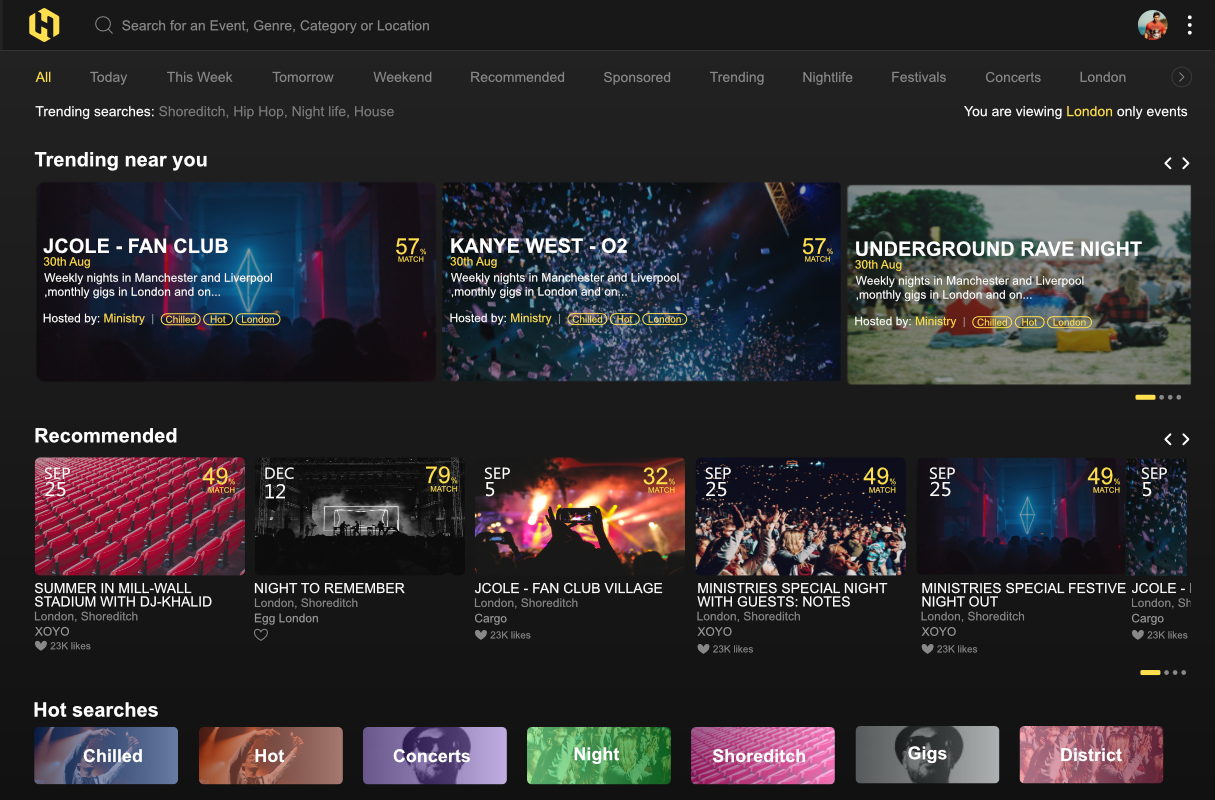 Search for an Event, Genre, Category or Location
All Today This Week Tomorrow Weekend Recommended Sponsored Trending Nightlife Festivals Concerts London
Trending searches: Shoreditch, Hip Hop, Night life, House
You are viewing London only events
Trending near you
JCOLE - FAN CLUB
57%
MATCH
30th Aug
Weekly nights in Manchester and Liverpool
,monthly gigs in London and on...
Hosted by: Ministry | Chilled Hot London
KANYE WEST - O2
57%
MATCH
30th Aug
Weekly nights in Manchester and Liverpool
,monthly gigs in London and on...
Hosted by: Ministry | Chilled Hot London
UNDERGROUND RAVE NIGHT
30th Aug
Weekly nights in Manchester and Liverpool
,monthly gigs in London and on...
Hosted by: Ministry | Chilled Hot London
Recommended
SEP
25
49%
MATCH
SUMMER IN MILL-WALL
STADIUM WITH DJ-KHALID
London, Shoreditch
XOYO
23K likes
DEC
12
79%
MATCH
NIGHT TO REMEMBER
London, Shoreditch
Egg London
SEP
5
32%
MATCH
JCOLE - FAN CLUB VILLAGE
London, Shoreditch
Cargo
23K likes
SEP
25
49%
MATCH
MINISTRIES SPECIAL NIGHT
WITH GUESTS: NOTES
London, Shoreditch
XOYO
23K likes
SEP
25
49%
MATCH
MINISTRIES SPECIAL FESTIVE
NIGHT OUT
London, Shoreditch
XOYO
23K likes
SEP
5
JCOLE -
London, Sh
Cargo
23K likes
Hot searches
Chilled Hot Concerts Night Shoreditch Gigs District